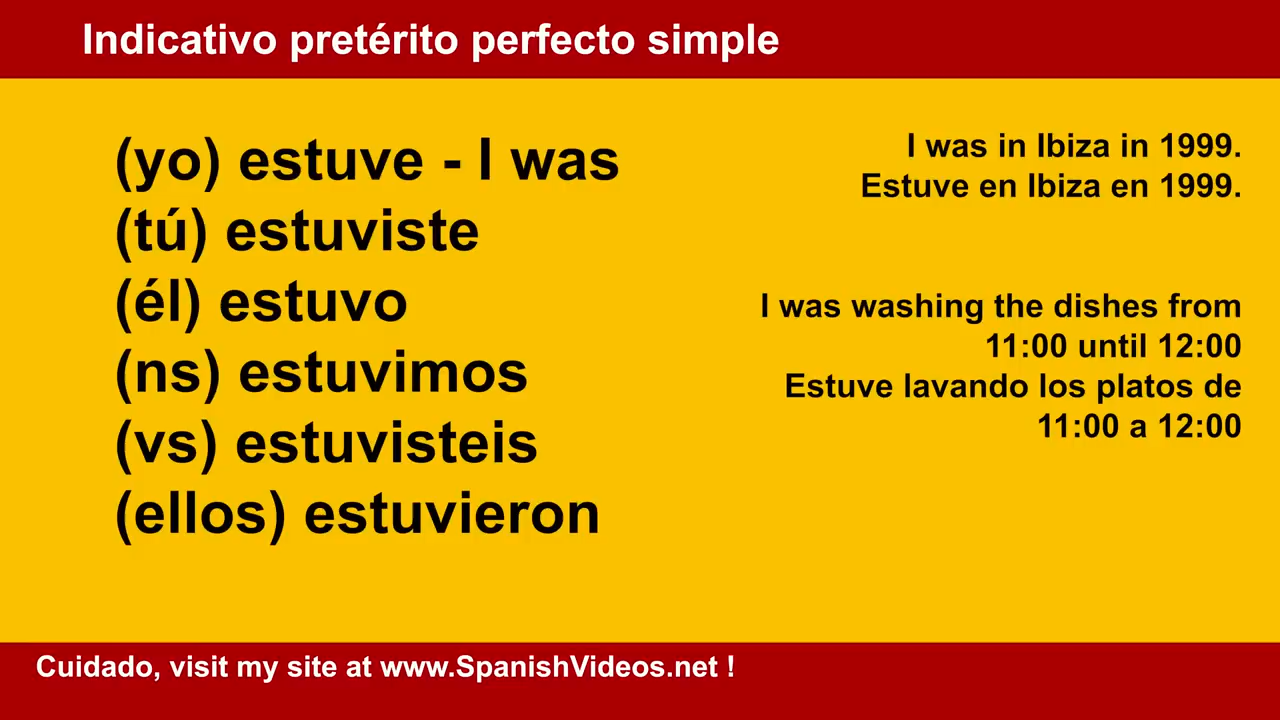 Indicativo pretérito perfecto simple
(yo) estuve - I was
(tú) estuviste
(él) estuvo
(ns) estuvimos
(vs) estuvisteis
(ellos) estuvieron
I was in Ibiza in 1999.
Estuve en Ibiza en 1999.
I was washing the dishes from
11:00 until 12:00
Estuve lavando los platos de
11:00 a 12:00
Cuidado, visit my site at www.SpanishVideos.net !